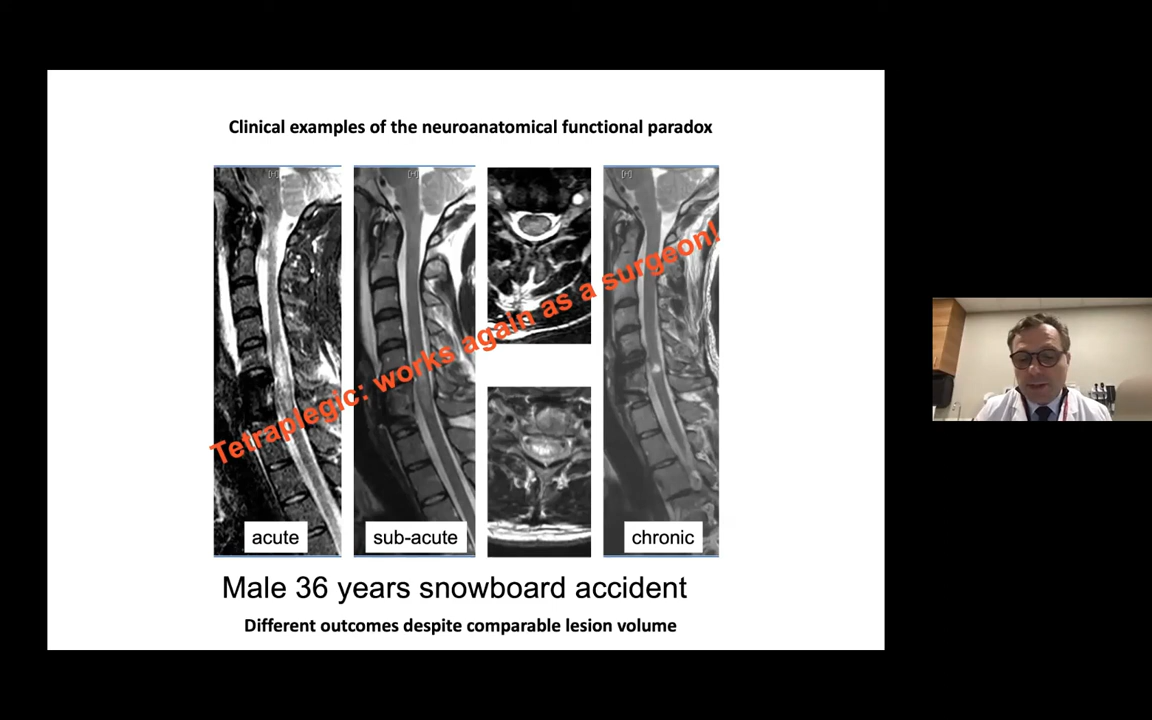 Clinical examples of the neuroanatomical functional paradox
[H]
[H]
[H]
Tetraplegic: works again as a surgeon!
acute
sub-acute
chronic
Male 36 years snowboard accident
Different outcomes despite comparable lesion volume